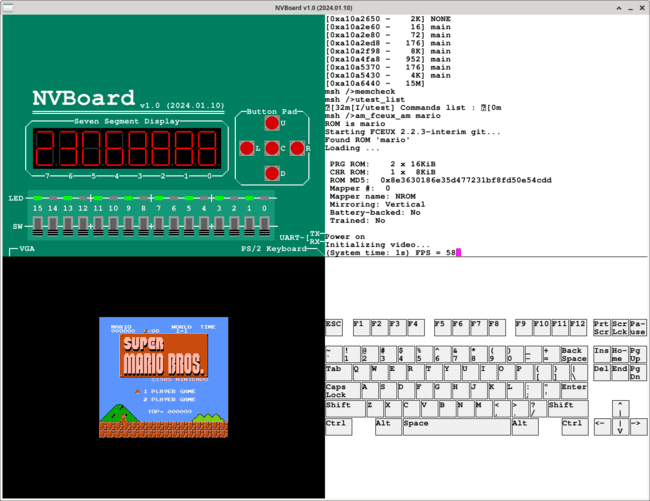 NVBoard v1.0 (2024.01.10)
NVBoard v1.0 (2024.01.10)
Seven Segment Display
7 6 5 4 3 2 1 0
Button Pad
U
L C R
D
LED
15 14 13 12 11 10 9 8 7 6 5 4 3 2 1 0
SW
UART
TX
RX
VGA
PS/2 Keyboard
[0xa10a2650 - 2K] NONE
[0xa10a2e60 - 16] main
[0xa10a2e80 - 72] main
[0xa10a2ed8 - 176] main
[0xa10a2f98 - 8K] main
[0xa10a4fa8 - 952] main
[0xa10a5370 - 176] main
[0xa10a5430 - 4K] main
[0xa10a6440 - 15M]
msh />memcheck
msh />utest_list
[32m[I/utest] Commands list : [0m
msh />am_fceux_am mario
ROM is mario
Starting FCEUX 2.2.3-interim git...
Found ROM 'mario'
Loading ...
PRG ROM: 2 x 16KiB
CHR ROM: 1 x 8KiB
ROM MD5: 0x8e3630186e35d477231bf8fd50e54cdd
Mapper #: 0
Mapper name: NROM
Mirroring: Vertical
Battery-backed: No
Trained: No
Power on
Initializing video...
(System time: 1s) FPS = 58
MARIO WORLD TIME
000000 1-1
SUPER
MARIO BROS.
©1985 NINTENDO
1 PLAYER GAME
2 PLAYER GAME
TOP- 000000
ESC F1 F2 F3 F4 F5 F6 F7 F8 F9 F10 F11 F12 Prt Scr Scr Lck Pa- use
~ ` ! 1 @ 2 # 3 $ 4 % 5 ^ 6 & 7 * 8 ( 9 ) 0 _ - + = Back Space Ins Ho- me Pg Up
Tab Q W E R T Y U I O P { [ } ] | \ Del End Pg Dn
Caps Lock A S D F G H J K L : ; " ' Enter
Shift Z X C V B N M < , > . ? / Shift ^ |
Ctrl Alt Space Alt Ctrl <- | V ->